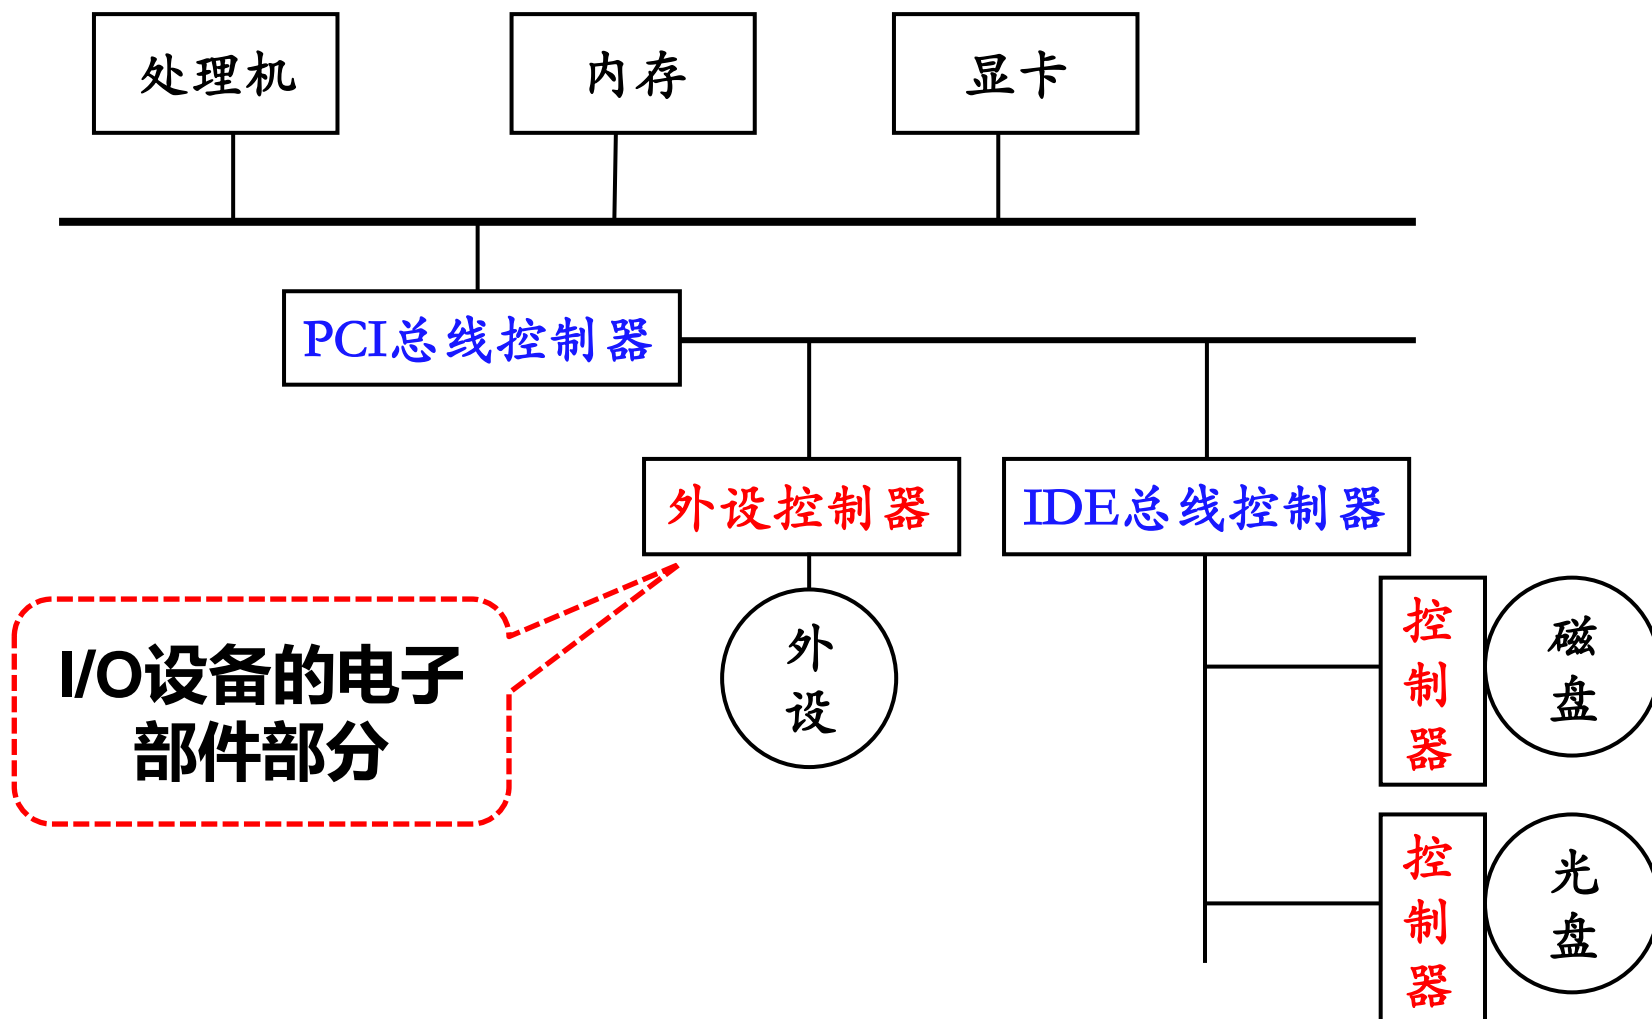 处理机
内存
显卡
PCI总线控制器
外设控制器
IDE总线控制器
I/O设备的电子
部件部分
外
设
控
制
器
磁
盘
控
制
器
光
盘